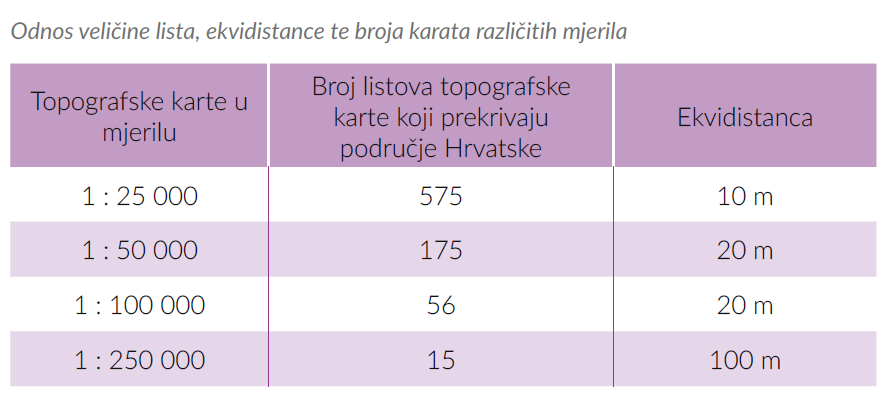 Odnos veličine lista, ekvidistance te broja karata različitih mjerila
Topografske karte u
mjerilu
Broj listova topografske
karte koji prekrivaju
područje Hrvatske
Ekvidistanca
1 : 25 000 575 10 m
1 : 50 000 175 20 m
1 : 100 000 56 20 m
1 : 250 000 15 100 m